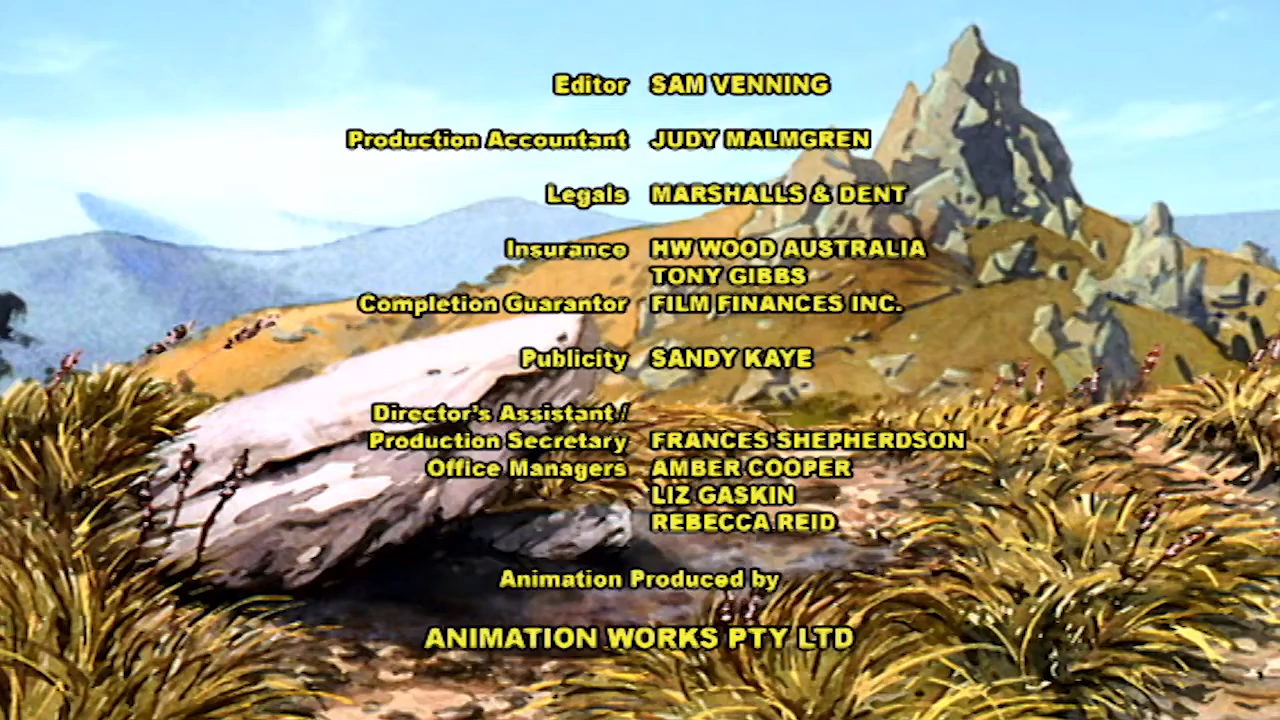 Editor SAM VENNING
Production Accountant JUDY MALMGREN
Legals MARSHALLS & DENT
Insurance HW WOOD AUSTRALIA
TONY GIBBS
Completion Guarantor FILM FINANCES INC.
Publicity SANDY KAYE
Director's Assistant/
Production Secretary FRANCES SHEPHERDSON
Office Managers AMBER COOPER
LIZ GASKIN
REBECCA REID
Animation Produced by
ANIMATION WORKS PTY LTD